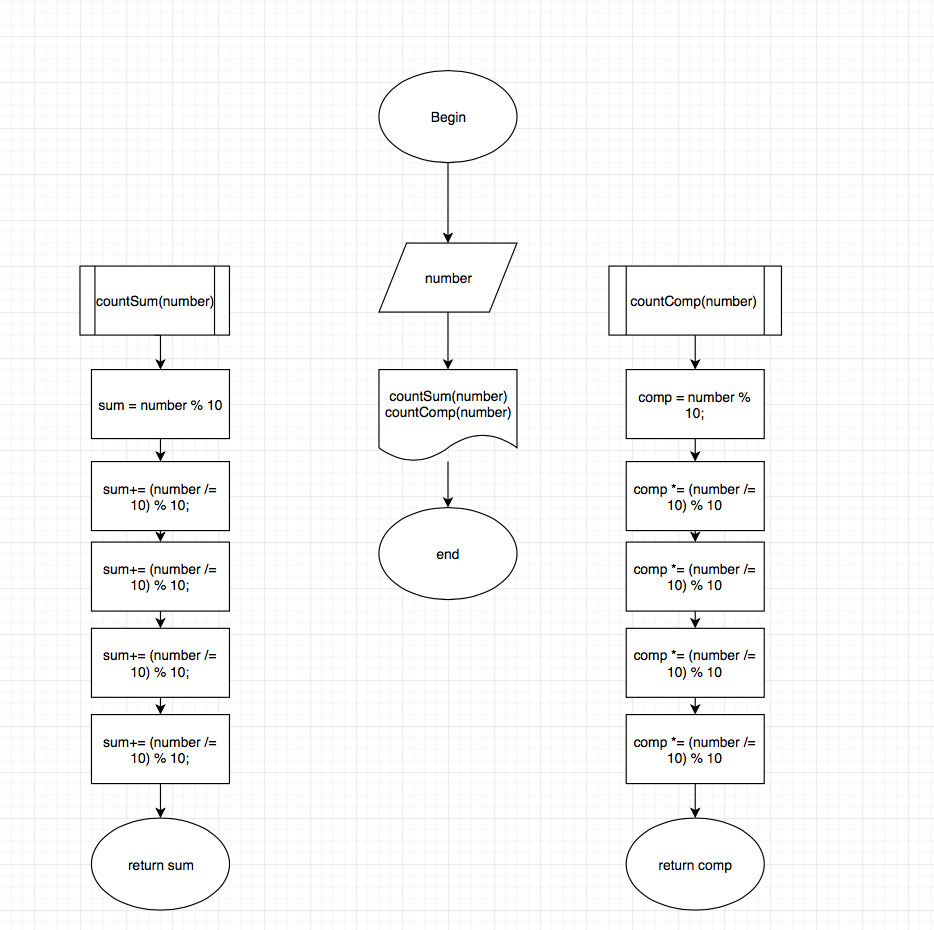 Begin
number
countSum(number)
countComp(number)
end
countSum(number)
sum = number % 10
sum+= (number /=
10) % 10;
sum+= (number /=
10) % 10;
sum+= (number /=
10) % 10;
sum+= (number /=
10) % 10;
return sum
countComp(number)
comp = number %
10;
comp *= (number /=
10) % 10
comp *= (number /=
10) % 10
comp *= (number /=
10) % 10
comp *= (number /=
10) % 10
return comp